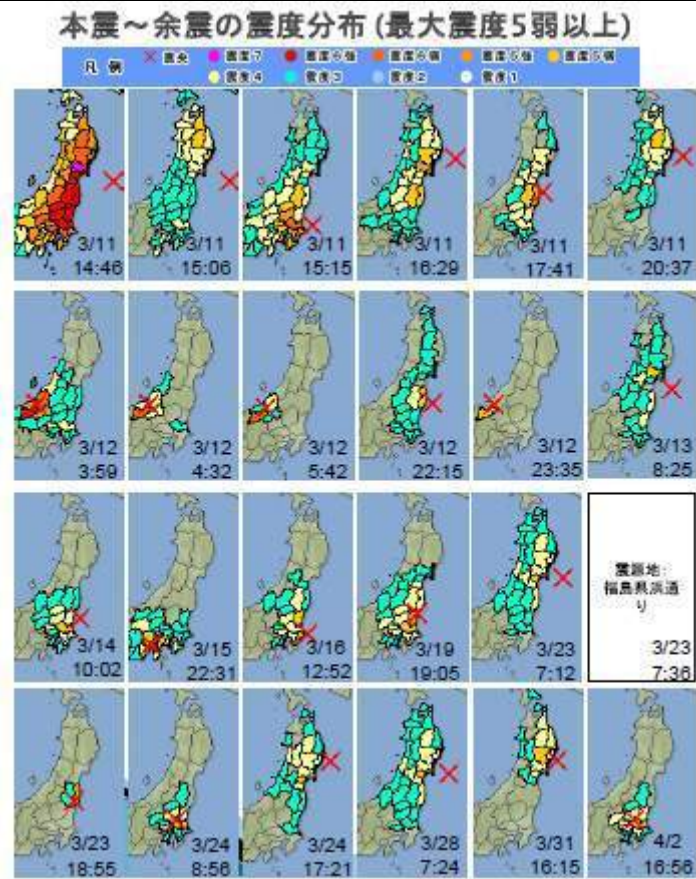 本震～余震の震度分布(最大震度5弱以上)
凡例 震央 震度7 震度6強 震度6弱 震度5強 震度5弱
震度4 震度3 震度2 震度1
3/11 3/11 3/11 3/11 3/11 3/11
14:46 15:06 15:15 16:29 17:41 20:37
3/12 3/12 3/12 3/12 3/12 3/13
3:59 4:32 5:42 22:15 23:35 8:25
震源地:
福島県浜通
り
3/14 3/15 3/16 3/19 3/23 3/23
10:02 22:31 12:52 19:05 7:12 7:36
3/23 3/24 3/24 3/28 3/31 4/2
18:55 8:56 17:21 7:24 16:15 16:56